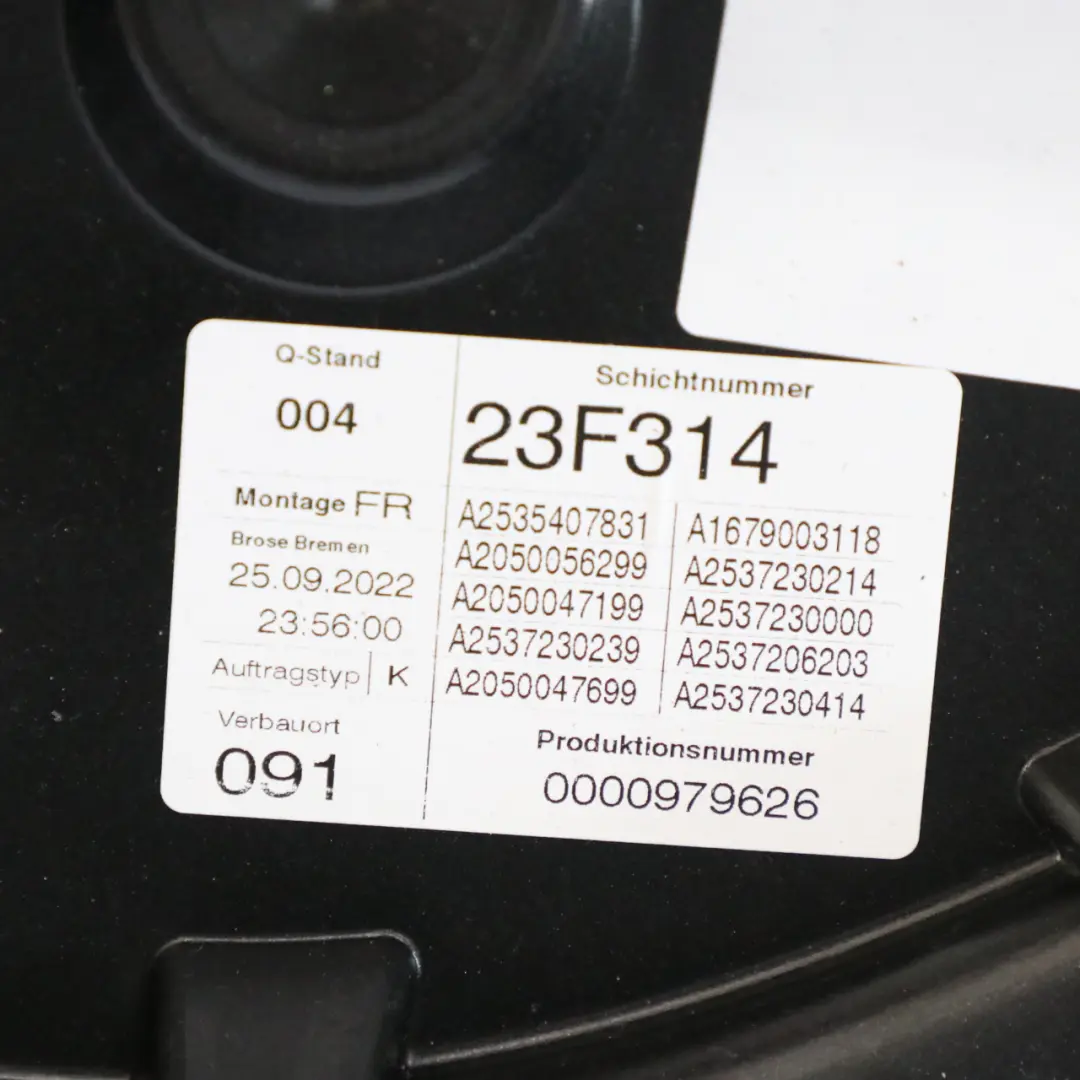 Q-Stand
004
Montage FR
Brose Bremen
25.09.2022
23:56:00
Auftragstyp K
Verbauort
091
Schichtnummer
23F314
A2535407831 A1679003118
A2050056299 A2537230214
A2050047199 A2537230000
A2537230239 A2537206203
A2050047699 A2537230414
Produktionsnummer
0000979626